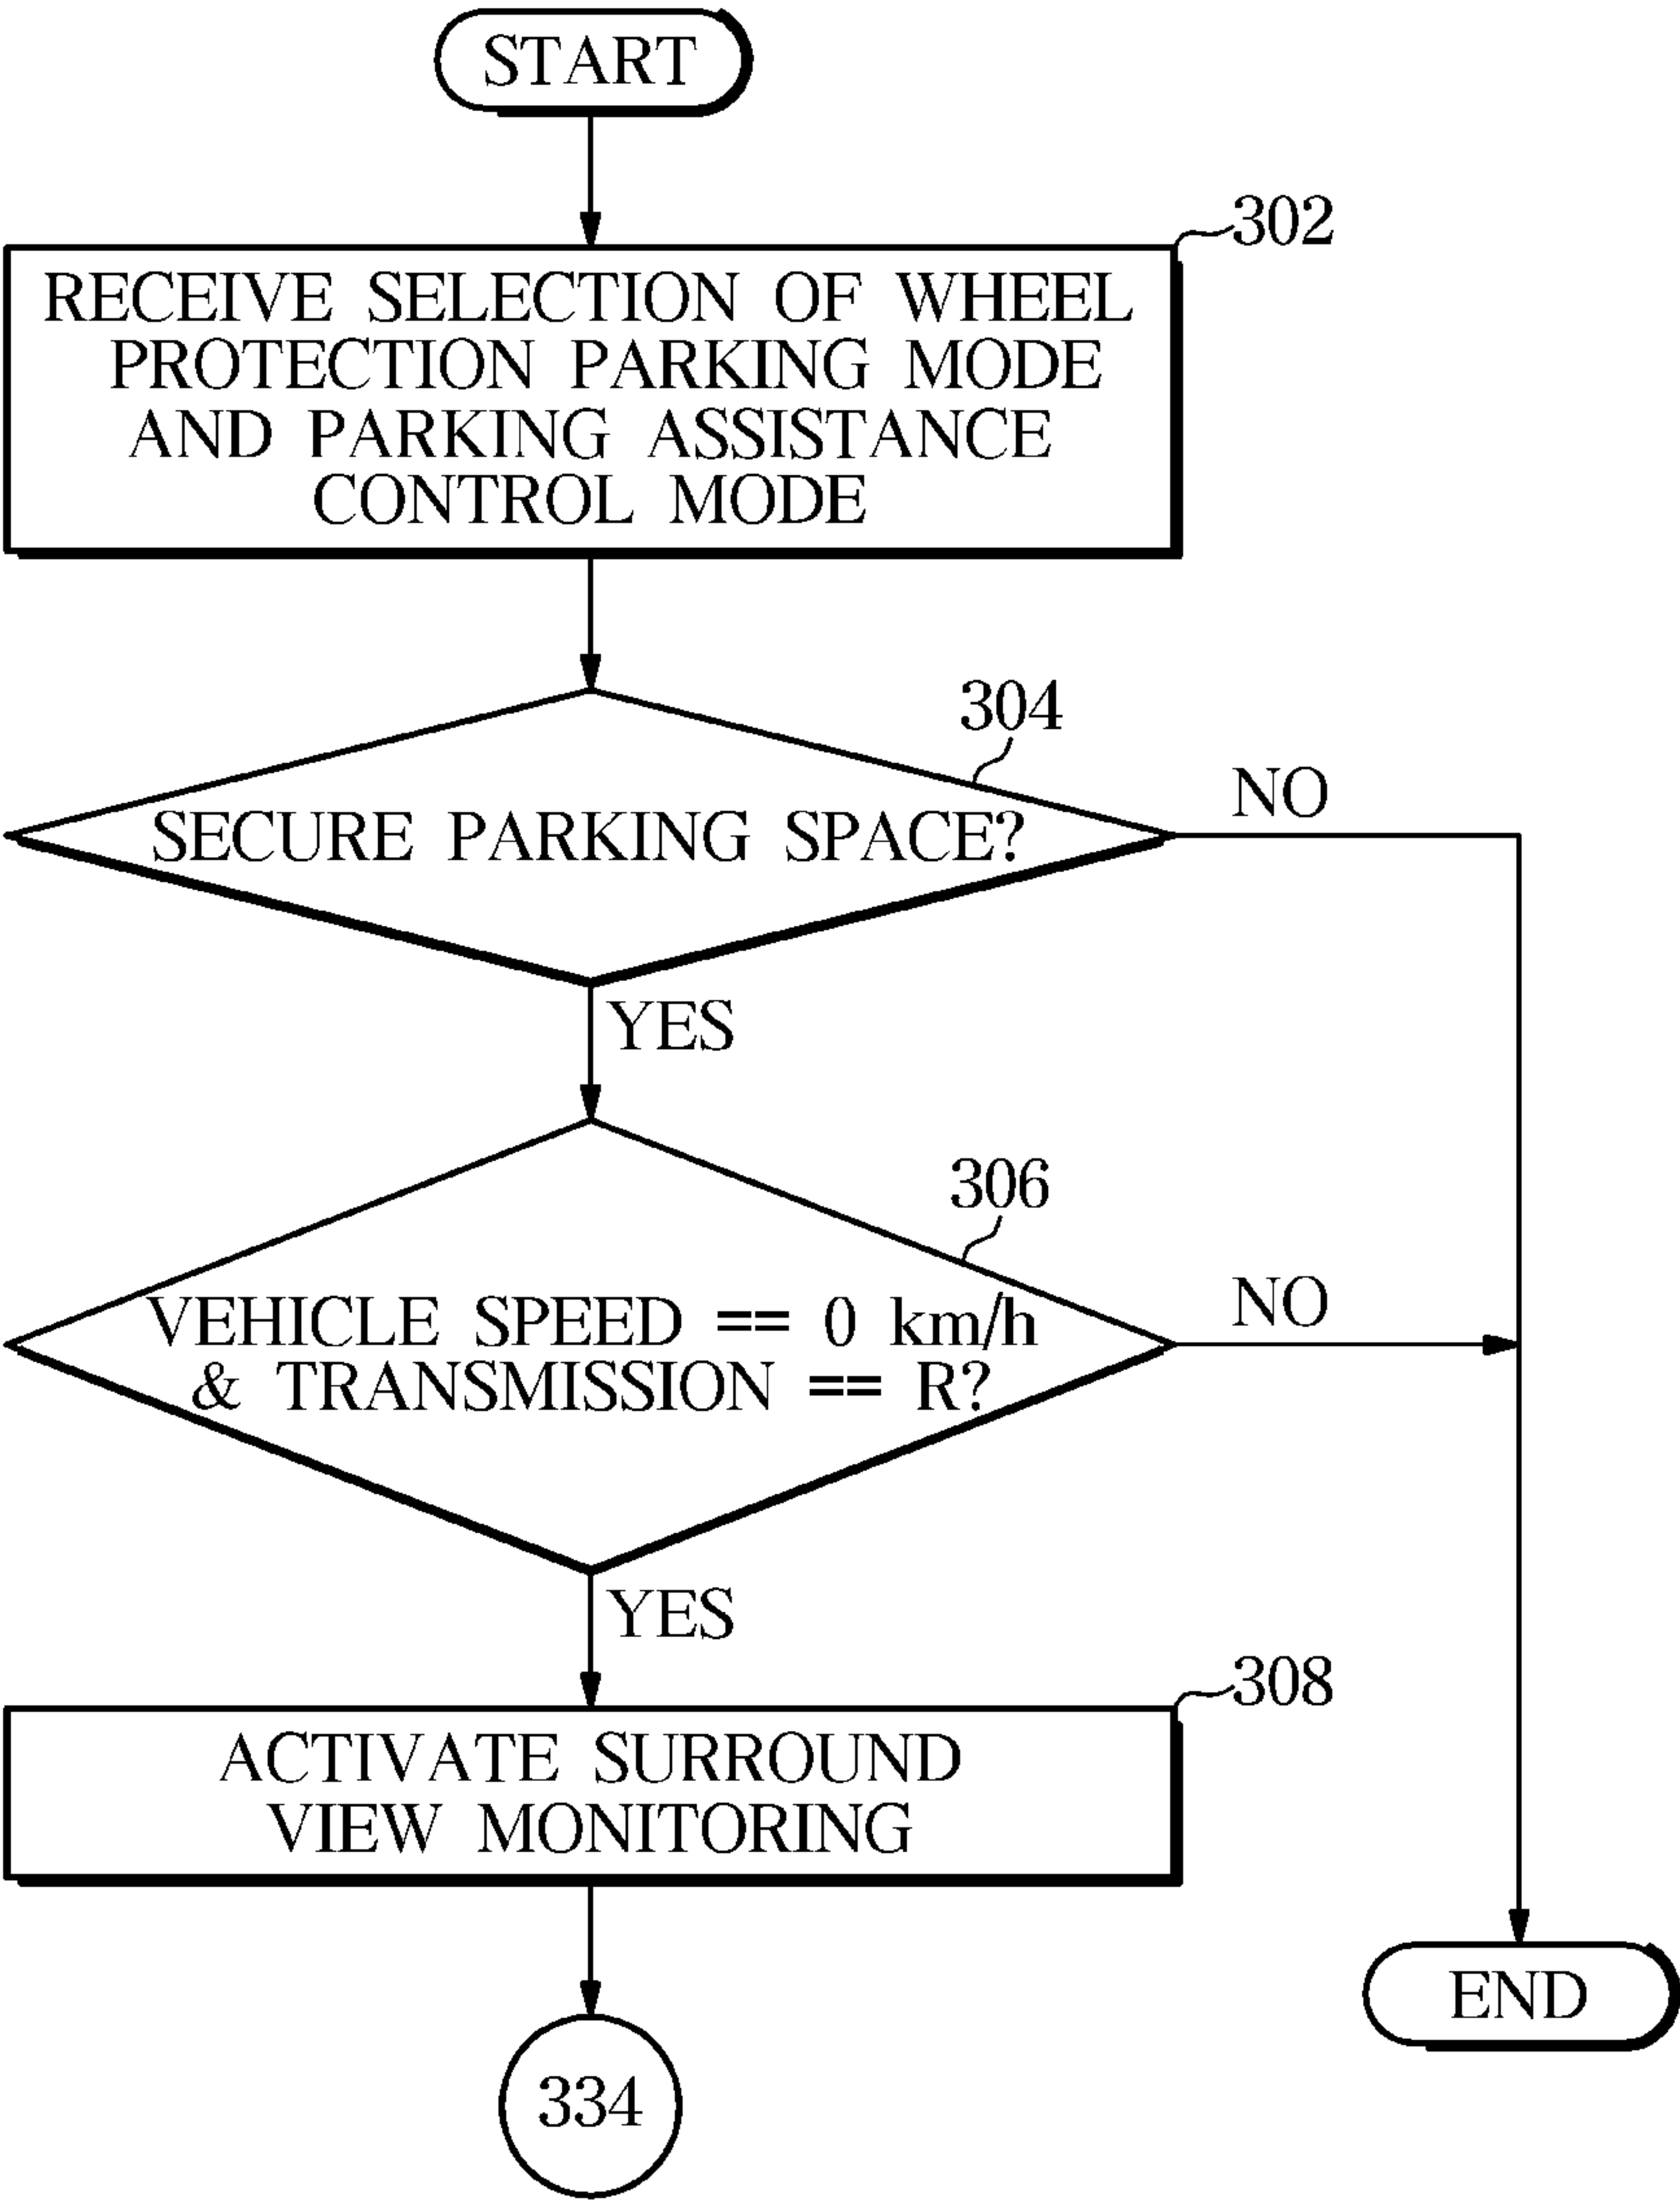 START
302
RECEIVE SELECTION OF WHEEL
PROTECTION PARKING MODE
AND PARKING ASSISTANCE
CONTROL MODE
304
SECURE PARKING SPACE?
NO
YES
306
VEHICLE SPEED == 0 km/h
& TRANSMISSION == R?
NO
YES
308
ACTIVATE SURROUND
VIEW MONITORING
END
334